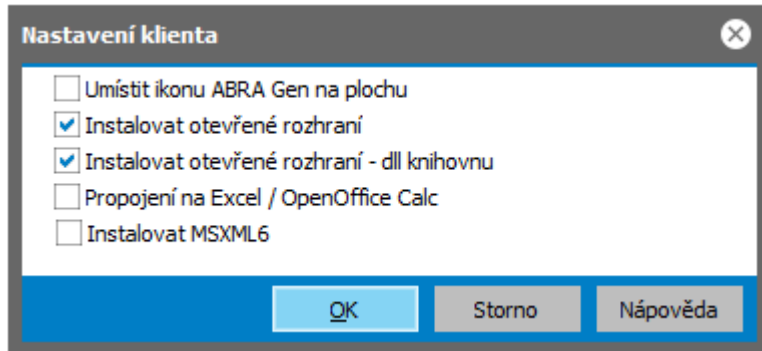 Nastavení klienta
Umístit ikonu ABRA Gen na plochu
Instalovat otevřené rozhraní
Instalovat otevřené rozhraní - dll knihovnu
Propojení na Excel / OpenOffice Calc
Instalovat MSXML6
OK Storno Nápověda